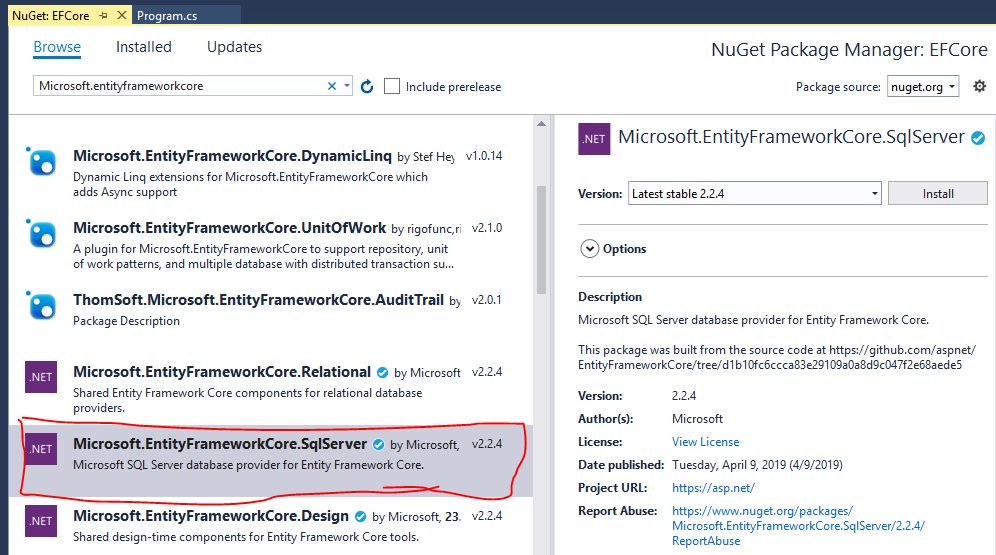 NuGet: EFCore
Program.cs
Browse Installed Updates
NuGet Package Manager: EFCore
Microsoft.entityframeworkcore
Include prerelease
Package source: nuget.org
Microsoft.EntityFrameworkCore.DynamicLinq by Stef Hey v1.0.14
Dynamic Linq extensions for Microsoft.EntityFrameworkCore which
adds Async support
Microsoft.EntityFrameworkCore.UnitOfWork by rigofunc,ri v2.1.0
A plugin for Microsoft.EntityFrameworkCore to support repository, unit
of work patterns, and multiple database with distributed transaction su...
ThomSoft.Microsoft.EntityFrameworkCore.AuditTrail by v2.0.1
Package Description
.NET
Microsoft.EntityFrameworkCore.Relational by Microsoft v2.2.4
Shared Entity Framework Core components for relational database
providers.
.NET
Microsoft.EntityFrameworkCore.SqlServer by Microsoft, v2.2.4
Microsoft SQL Server database provider for Entity Framework Core.
.NET
Microsoft.EntityFrameworkCore.Design by Microsoft, 23. v2.2.4
Shared design-time components for Entity Framework Core tools.
.NET
Microsoft.EntityFrameworkCore.SqlServer
Version: Latest stable 2.2.4 Install
Options
Description
Microsoft SQL Server database provider for Entity Framework Core.
This package was built from the source code at https://github.com/aspnet/
EntityFrameworkCore/tree/d1b10fc6ccca83e29109a0a8d9c047f2e68aede5
Version: 2.2.4
Author(s): Microsoft
License: View License
Date published: Tuesday, April 9, 2019 (4/9/2019)
Project URL: https://asp.net/
Report Abuse: https://www.nuget.org/packages/
Microsoft.EntityFrameworkCore.SqlServer/2.2.4/
ReportAbuse